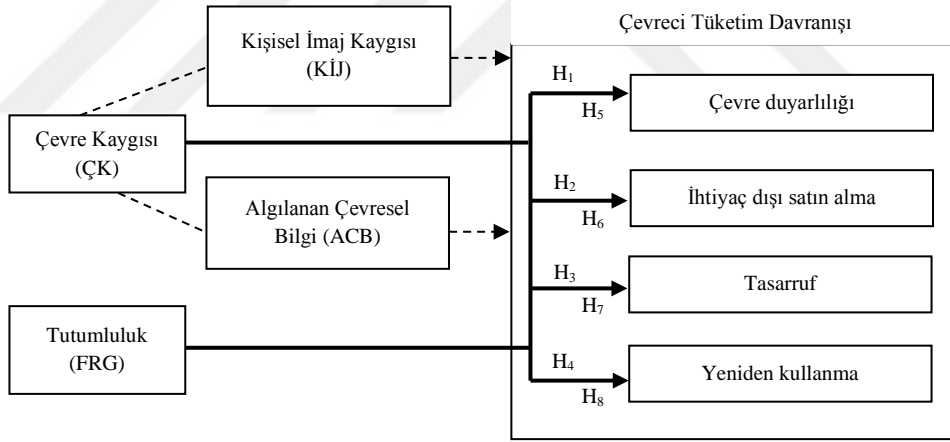 Çevreci Tüketim Davranışı
Kişisel İmaj Kaygısı
(KİJ)
Çevre Kaygısı
(ÇK)
Algılanan Çevresel
Bilgi (ACB)
Tutumluluk
(FRG)
H₁
H₅
Çevre duyarlılığı
H₂
H₆
İhtiyaç dışı satın alma
H₃
H₇
Tasarruf
H₄
H₈
Yeniden kullanma